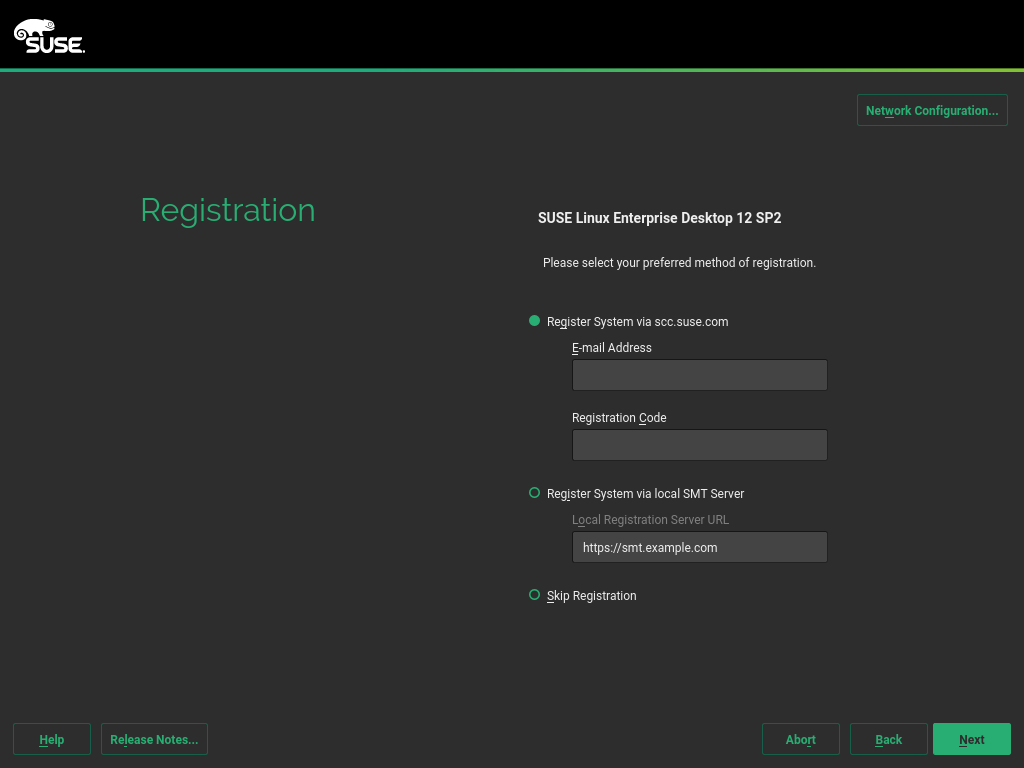 SUSE
Network Configuration...
Registration
SUSE Linux Enterprise Desktop 12 SP2
Please select your preferred method of registration.
Register System via scc.suse.com
E-mail Address
Registration Code
Register System via local SMT Server
Local Registration Server URL
https://smt.example.com
Skip Registration
Help
Release Notes...
Abort
Back
Next